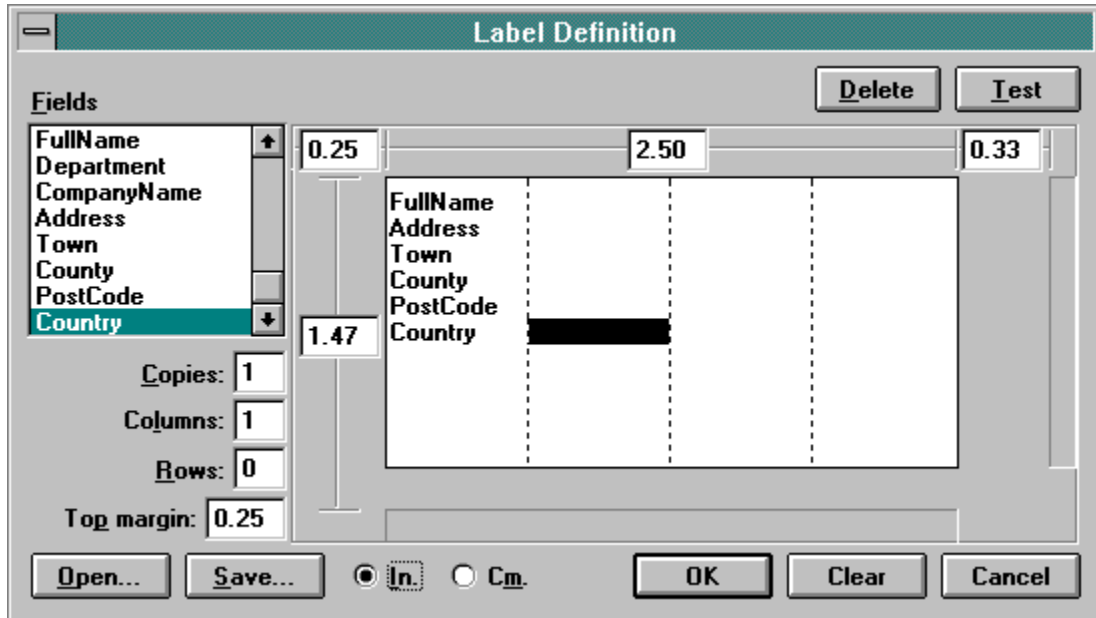 Label Definition
Delete Test
Fields
FullName
Department
CompanyName
Address
Town
County
PostCode
Country
0.25 2.50 0.33
FullName
Address
Town
County
PostCode
Country
1.47
Copies: 1
Columns: 1
Rows: 0
Top margin: 0.25
Open... Save... In. Cm. OK Clear Cancel